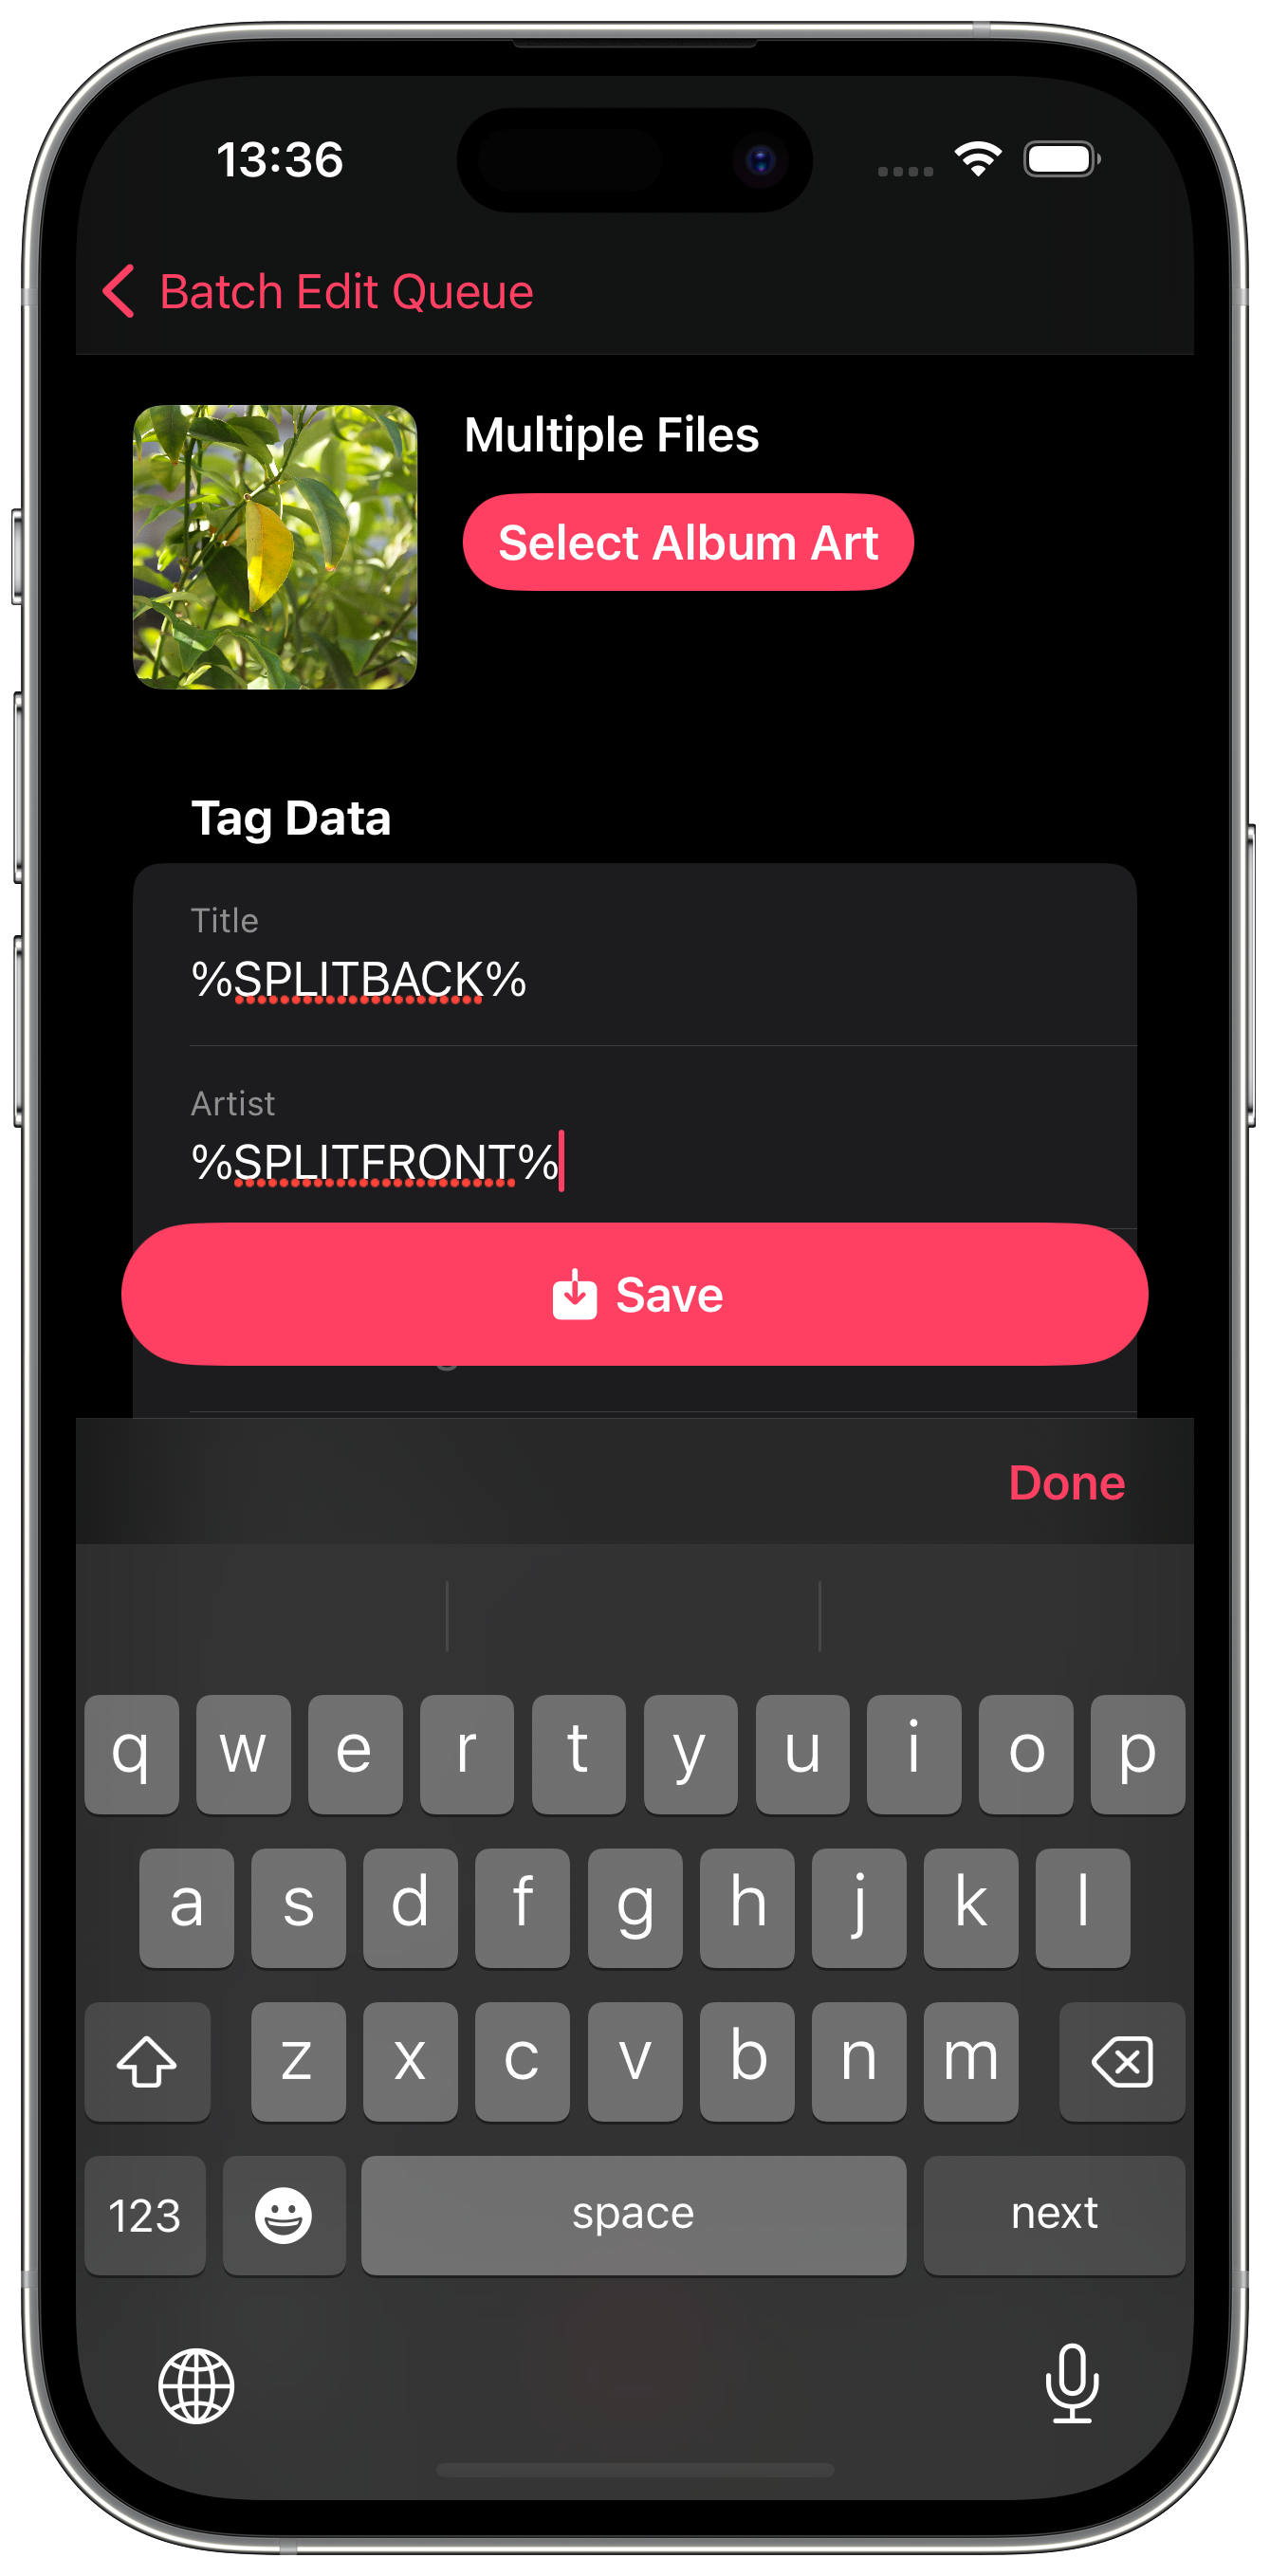 13:36
Batch Edit Queue
Multiple Files
Select Album Art
Tag Data
Title
%SPLITBACK%
Artist
%SPLITFRONT%
Save
Done
q w e r t y u i o p
a s d f g h j k l
z x c v b n m
123 space next